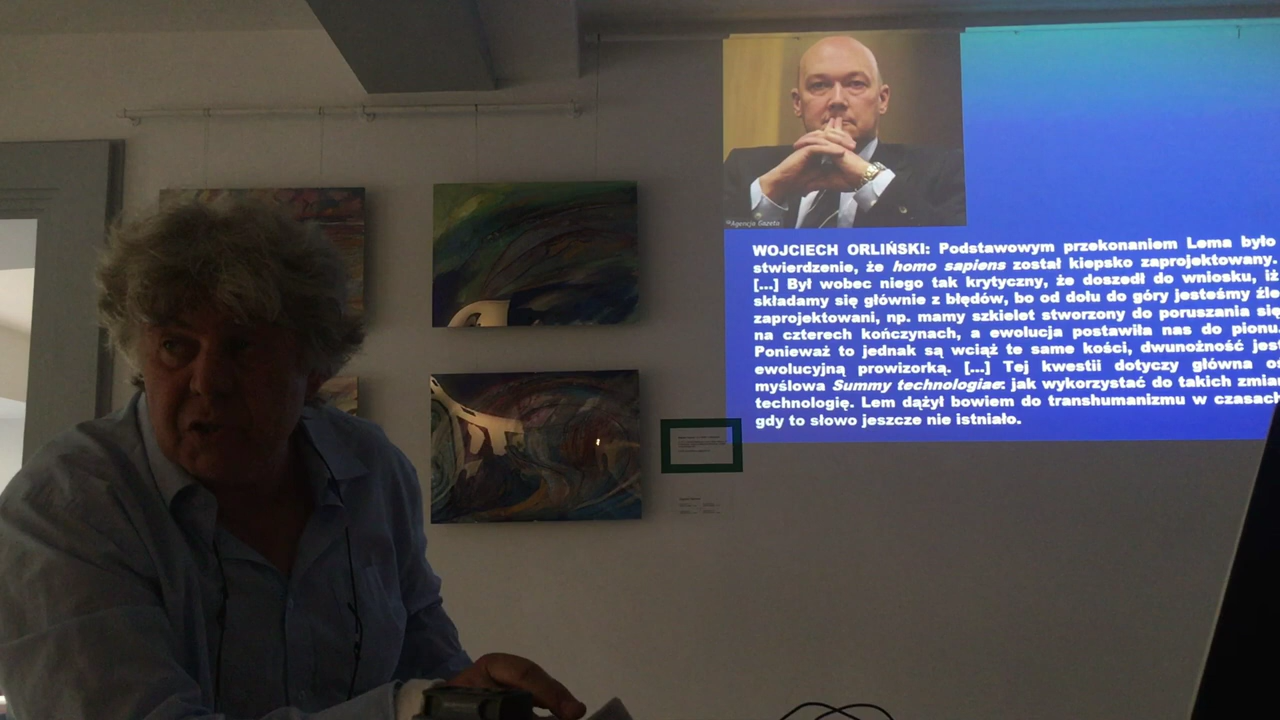 ©Agencja Gazeta
WOJCIECH ORLIŃSKI: Podstawowym przekonaniem Lema było
stwierdzenie, że homo sapiens został kiepsko zaprojektowany.
[...] Był wobec niego tak krytyczny, że doszedł do wniosku, iż
składamy się głównie z błędów, bo od dołu do góry jesteśmy źle
zaprojektowani, np. mamy szkielet stworzony do poruszania się
na czterech kończynach, a ewolucja postawiła nas do pionu.
Ponieważ to jednak są wciąż te same kości, dwunożność jest
ewolucyjną prowizorką. [...] Tej kwestii dotyczy główna oś
myślowa Summy technologiae: jak wykorzystać do takich zmian
technologię. Lem dążył bowiem do transhumanizmu w czasach
gdy to słowo jeszcze nie istniało.